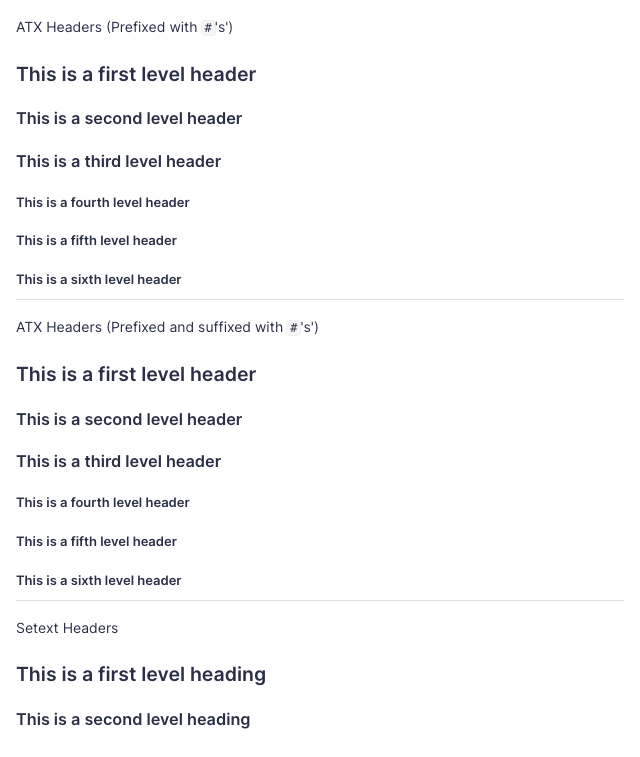 ATX Headers (Prefixed with #'s')
This is a first level header
This is a second level header
This is a third level header
This is a fourth level header
This is a fifth level header
This is a sixth level header
ATX Headers (Prefixed and suffixed with #'s')
This is a first level header
This is a second level header
This is a third level header
This is a fourth level header
This is a fifth level header
This is a sixth level header
Setext Headers
This is a first level heading
This is a second level heading